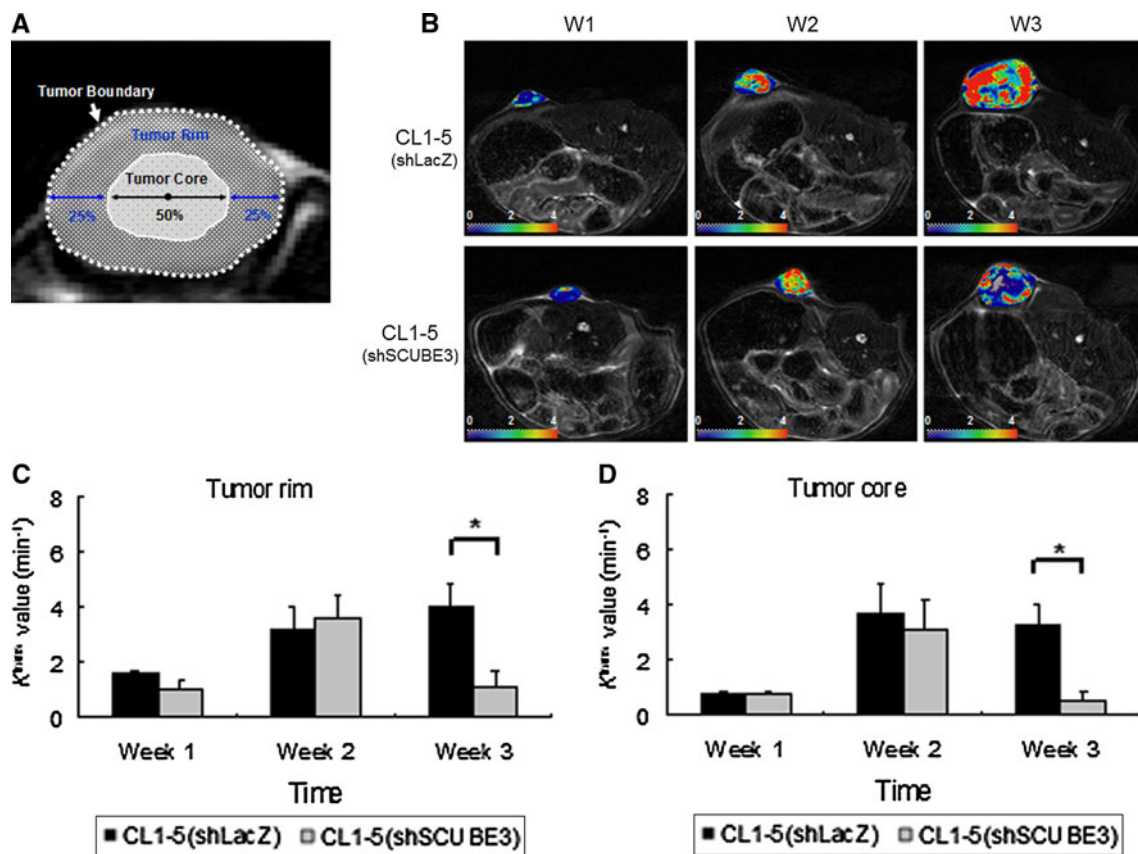 A
Tumor Boundary
Tumor Rim
Tumor Core
25%
50%
25%
B
W1
W2
W3
CL1-5
(shLacZ)
0 2 4
0 2 4
0 2 4
CL1-5
(shSCUBE3)
0 2 4
0 2 4
0 2 4
C
Tumor rim
8
6
4
2
0
*
K^trans value (min⁻¹)
Week 1
Week 2
Week 3
Time
CL1-5(shLacZ)
CL1-5(shSCU BE3)
D
Tumor core
8
6
4
2
0
*
K^trans value (min⁻¹)
Week 1
Week 2
Week 3
Time
CL1-5(shLacZ)
CL1-5(shSCU BE3)